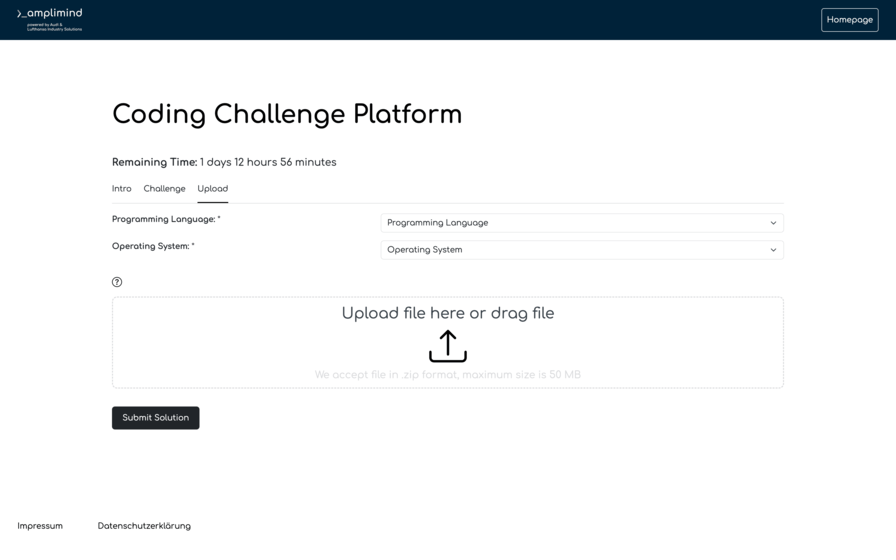 >_amplimind
powered by Audi &
Lufthansa Industry Solutions
Homepage
Coding Challenge Platform
Remaining Time: 1 days 12 hours 56 minutes
Intro Challenge Upload
Programming Language: * Programming Language
Operating System: * Operating System
?
Upload file here or drag file
We accept file in .zip format, maximum size is 50 MB
Submit Solution
Impressum Datenschutzerklärung